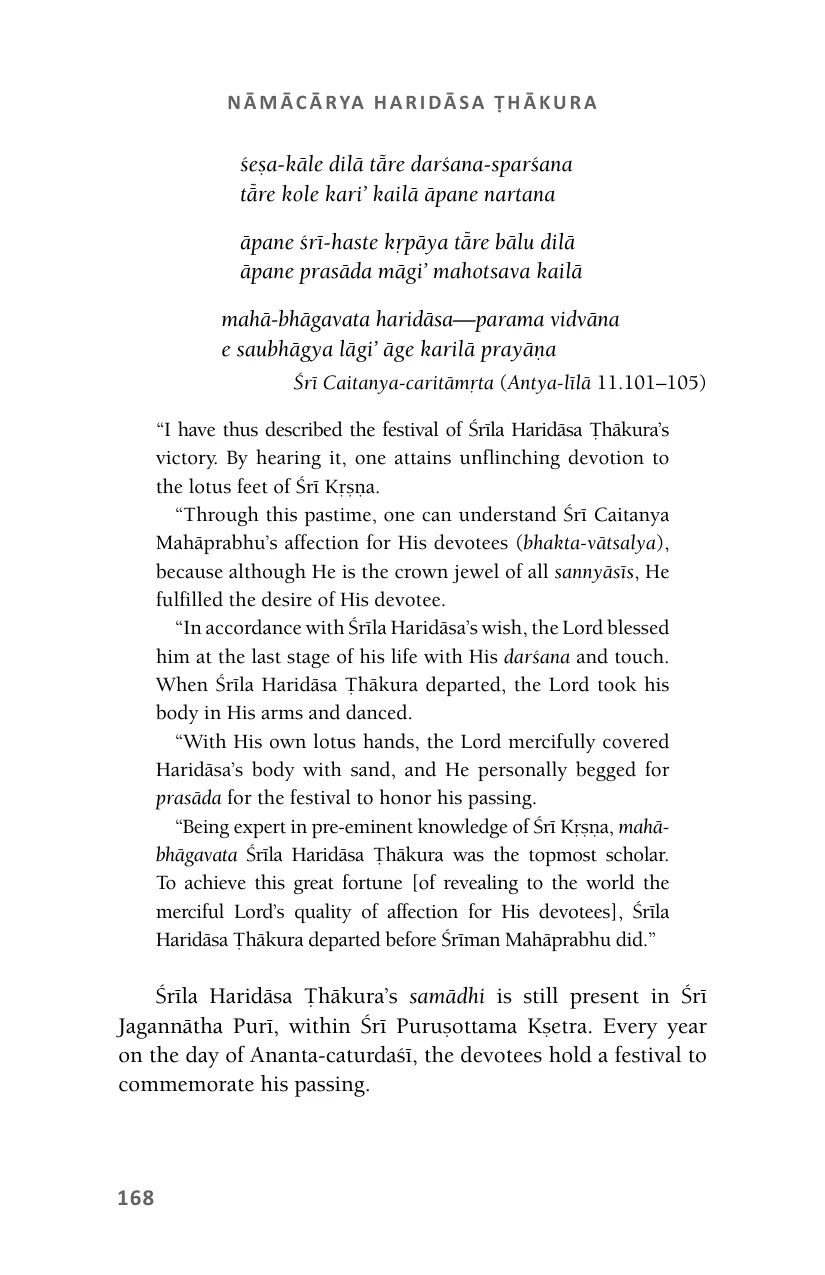 NĀMĀCĀRYA HARIDĀSA ṬHĀKURA
śeṣa-kāle dilā tā̃re darśana-sparśana
tā̃re kole kari’ kailā āpane nartana
āpane śrī-haste kṛpāya tā̃re bālu dilā
āpane prasāda māgi’ mahotsava kailā
mahā-bhāgavata haridāsa—parama vidvāna
e saubhāgya lāgi’ āge karilā prayāṇa
Śrī Caitanya-caritāmṛta (Antya-līlā 11.101–105)
“I have thus described the festival of Śrīla Haridāsa Ṭhākura’s
victory. By hearing it, one attains unflinching devotion to
the lotus feet of Śrī Kṛṣṇa.
“Through this pastime, one can understand Śrī Caitanya
Mahāprabhu’s affection for His devotees (bhakta-vātsalya),
because although He is the crown jewel of all sannyāsīs, He
fulfilled the desire of His devotee.
“In accordance with Śrīla Haridāsa’s wish, the Lord blessed
him at the last stage of his life with His darśana and touch.
When Śrīla Haridāsa Ṭhākura departed, the Lord took his
body in His arms and danced.
“With His own lotus hands, the Lord mercifully covered
Haridāsa’s body with sand, and He personally begged for
prasāda for the festival to honor his passing.
“Being expert in pre-eminent knowledge of Śrī Kṛṣṇa, mahā-
bhāgavata Śrīla Haridāsa Ṭhākura was the topmost scholar.
To achieve this great fortune [of revealing to the world the
merciful Lord’s quality of affection for His devotees], Śrīla
Haridāsa Ṭhākura departed before Śrīman Mahāprabhu did.”
Śrīla Haridāsa Ṭhākura’s samādhi is still present in Śrī
Jagannātha Purī, within Śrī Puruṣottama Kṣetra. Every year
on the day of Ananta-caturdaśī, the devotees hold a festival to
commemorate his passing.
168